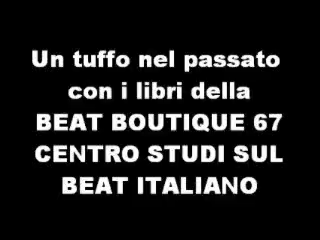 Un tuffo nel passato
con i libri della
BEAT BOUTIQUE 67
CENTRO STUDI SUL
BEAT ITALIANO